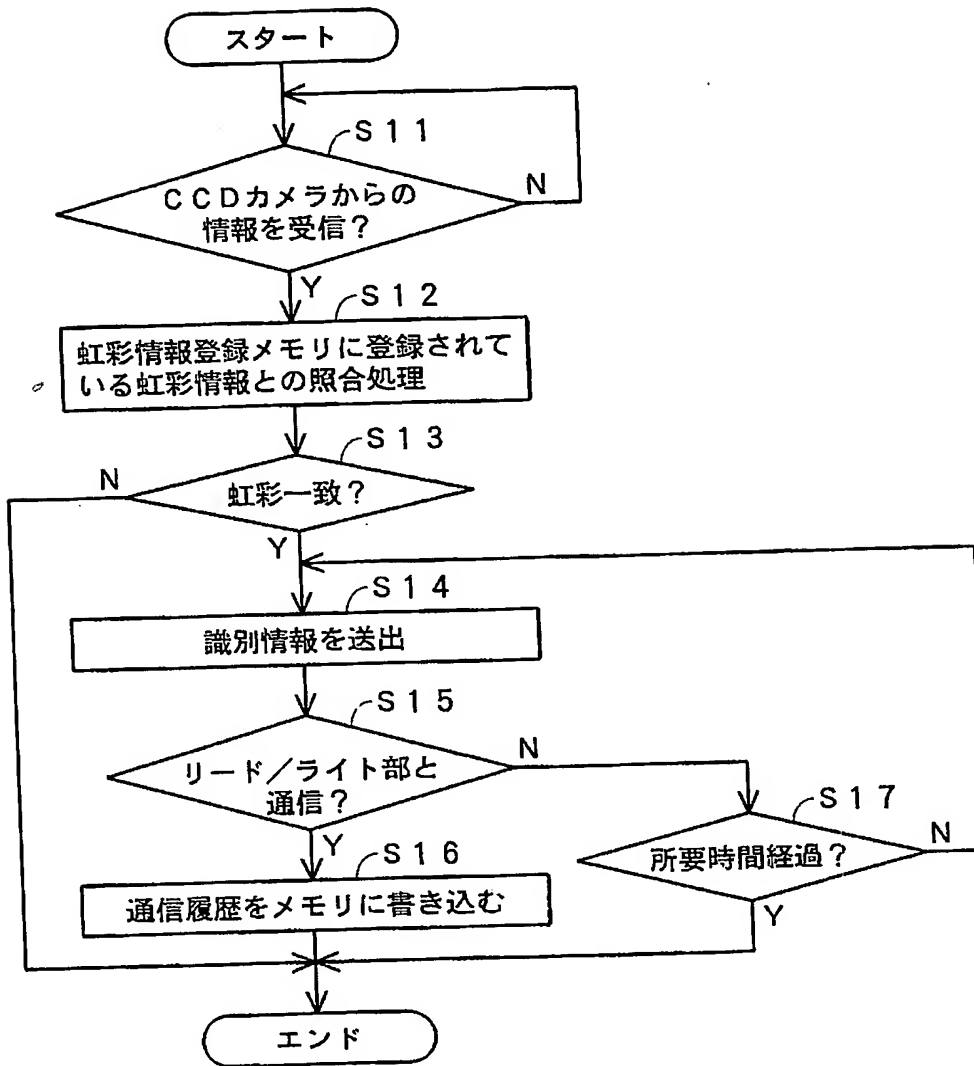 スタート
S11
CCDカメラからの
情報を受信?
N
Y
S12
虹彩情報登録メモリに登録されて
いる虹彩情報との照合処理
S13
N
虹彩一致?
Y
S14
識別情報を送出
S15
N
リード/ライト部と
通信?
S17
N
Y
所要時間経過?
S16
通信履歴をメモリに書き込む
Y
エンド